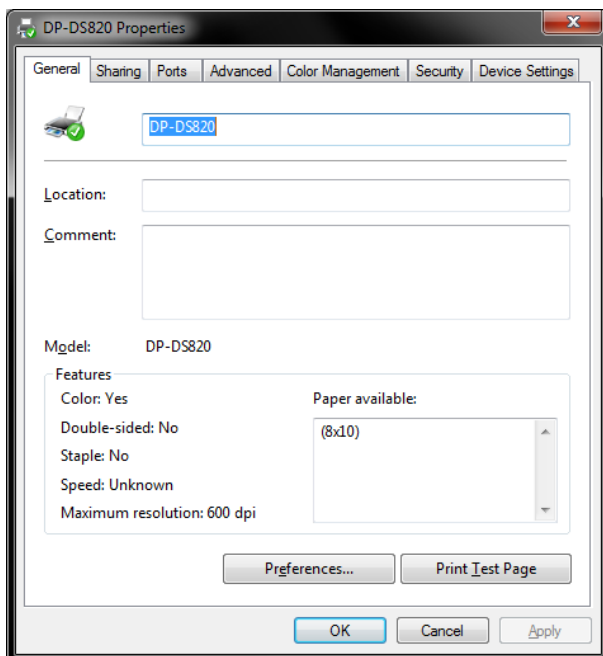 DP-DS820 Properties
General Sharing Ports Advanced Color Management Security Device Settings
DP-DS820
Location:
Comment:
Model: DP-DS820
Features
Color: Yes Paper available:
Double-sided: No (8x10)
Staple: No
Speed: Unknown
Maximum resolution: 600 dpi
Preferences... Print Test Page
OK Cancel Apply